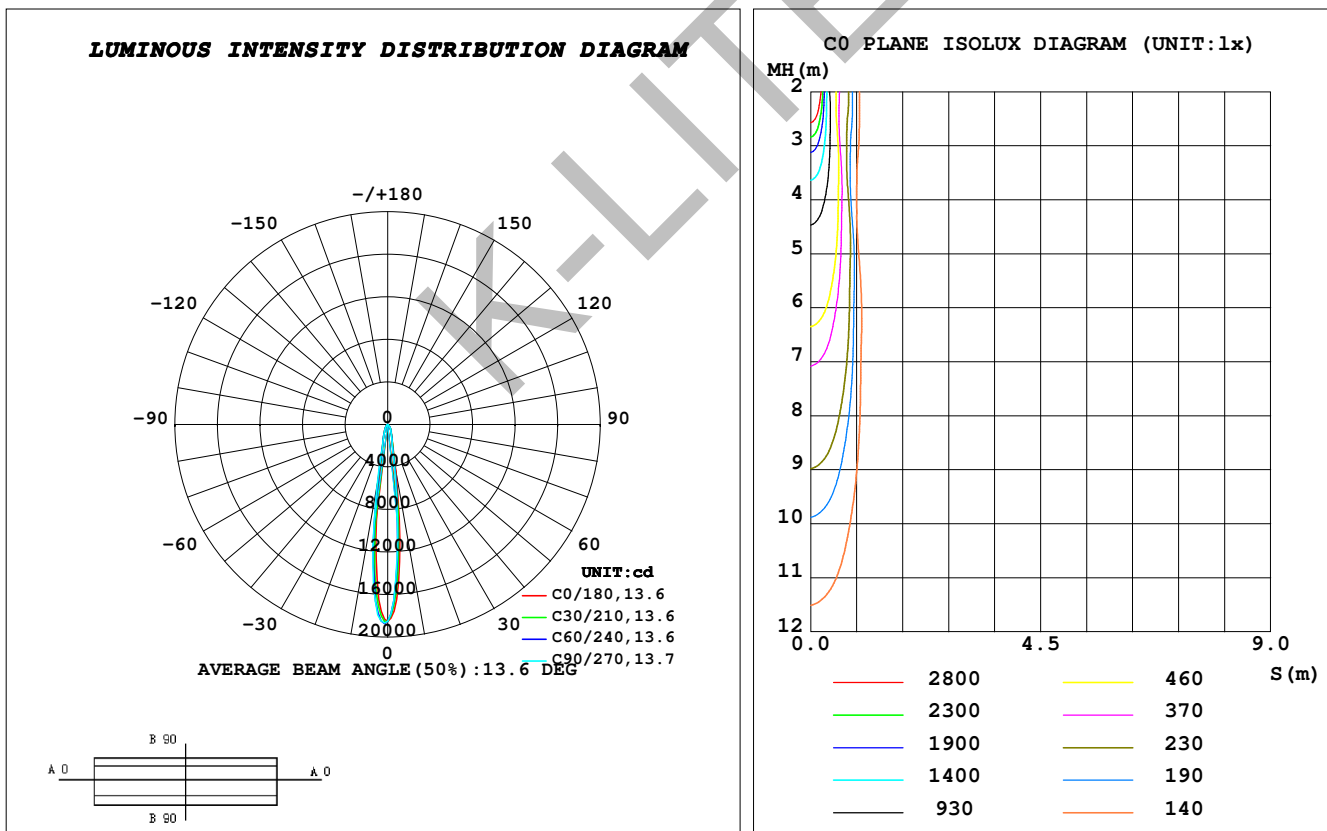 LUMINOUS INTENSITY DISTRIBUTION DIAGRAM
-/+180
-150
150
-120
120
-90
90
0
4000
8000
12000
16000
20000
-60
60
-30
30
0
UNIT:cd
C0/180,13.6
C30/210,13.6
C60/240,13.6
C90/270,13.7
AVERAGE BEAM ANGLE(50%):13.6 DEG
B 90
A 0
A 0
B 90
C0 PLANE ISOLUX DIAGRAM (UNIT:lx)
MH(m)
2
3
4
5
6
7
8
9
10
11
12
0.0
4.5
9.0
S(m)
2800
460
2300
370
1900
230
1400
190
930
140
K-LITE